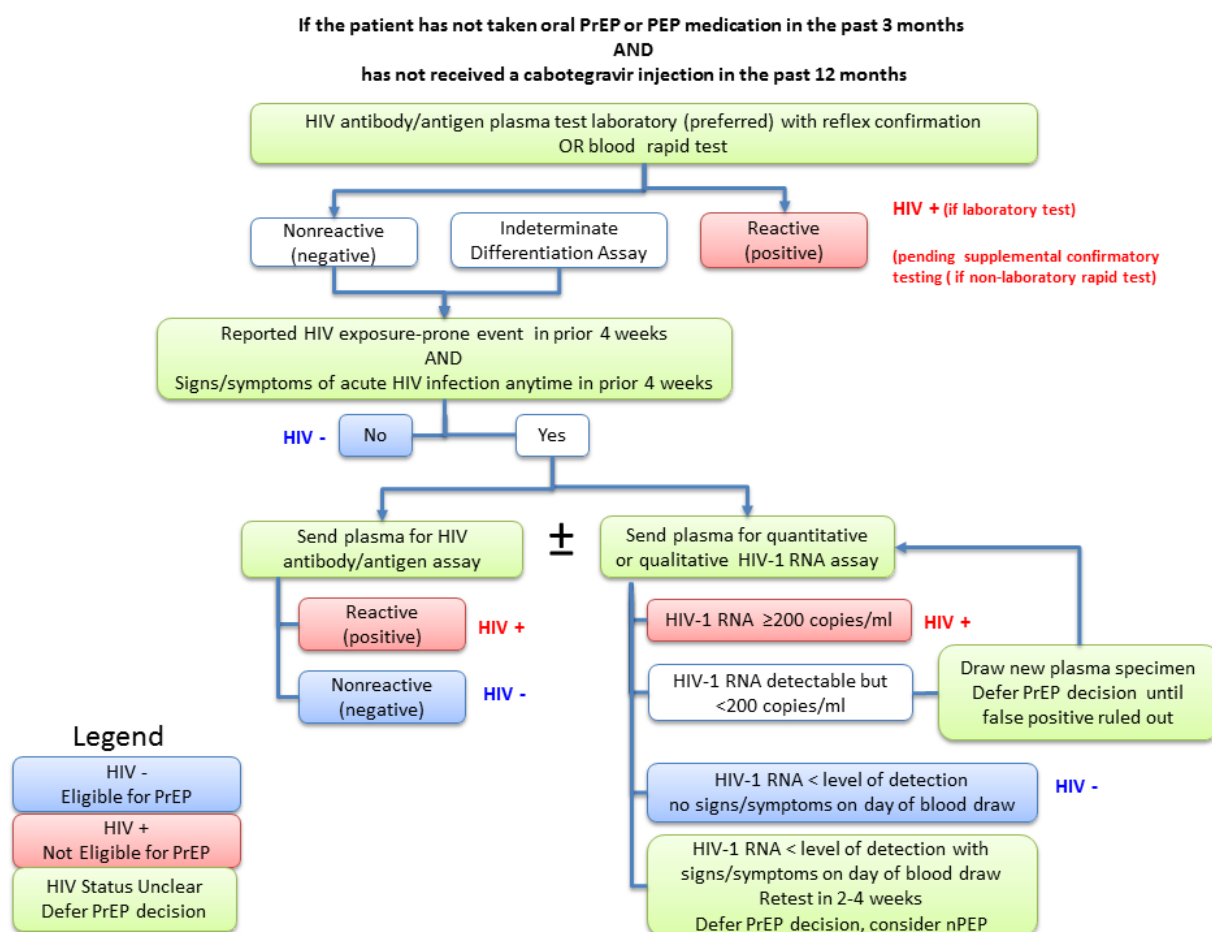 If the patient has not taken oral PrEP or PEP medication in the past 3 months
AND
has not received a cabotegravir injection in the past 12 months
HIV antibody/antigen plasma test laboratory (preferred) with reflex confirmation
OR blood rapid test
Nonreactive
(negative)
Indeterminate
Differentiation Assay
Reactive
(positive)
HIV + (if laboratory test)
(pending supplemental confirmatory
testing ( if non-laboratory rapid test)
Reported HIV exposure-prone event in prior 4 weeks
AND
Signs/symptoms of acute HIV infection anytime in prior 4 weeks
HIV -
No
Yes
Send plasma for HIV
antibody/antigen assay
±
Send plasma for quantitative
or qualitative HIV-1 RNA assay
Reactive
(positive)
HIV +
Nonreactive
(negative)
HIV -
HIV-1 RNA ≥200 copies/ml
HIV +
HIV-1 RNA detectable but
<200 copies/ml
Draw new plasma specimen
Defer PrEP decision until
false positive ruled out
HIV-1 RNA < level of detection
no signs/symptoms on day of blood draw
HIV -
HIV-1 RNA < level of detection with
signs/symptoms on day of blood draw
Retest in 2-4 weeks
Defer PrEP decision, consider nPEP
Legend
HIV -
Eligible for PrEP
HIV +
Not Eligible for PrEP
HIV Status Unclear
Defer PrEP decision